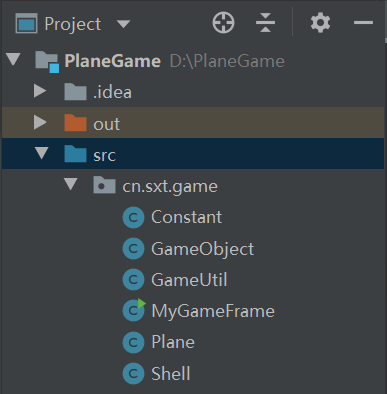 Project
PlaneGame D:\PlaneGame
.idea
out
src
cn.sxt.game
Constant
GameObject
GameUtil
MyGameFrame
Plane
Shell